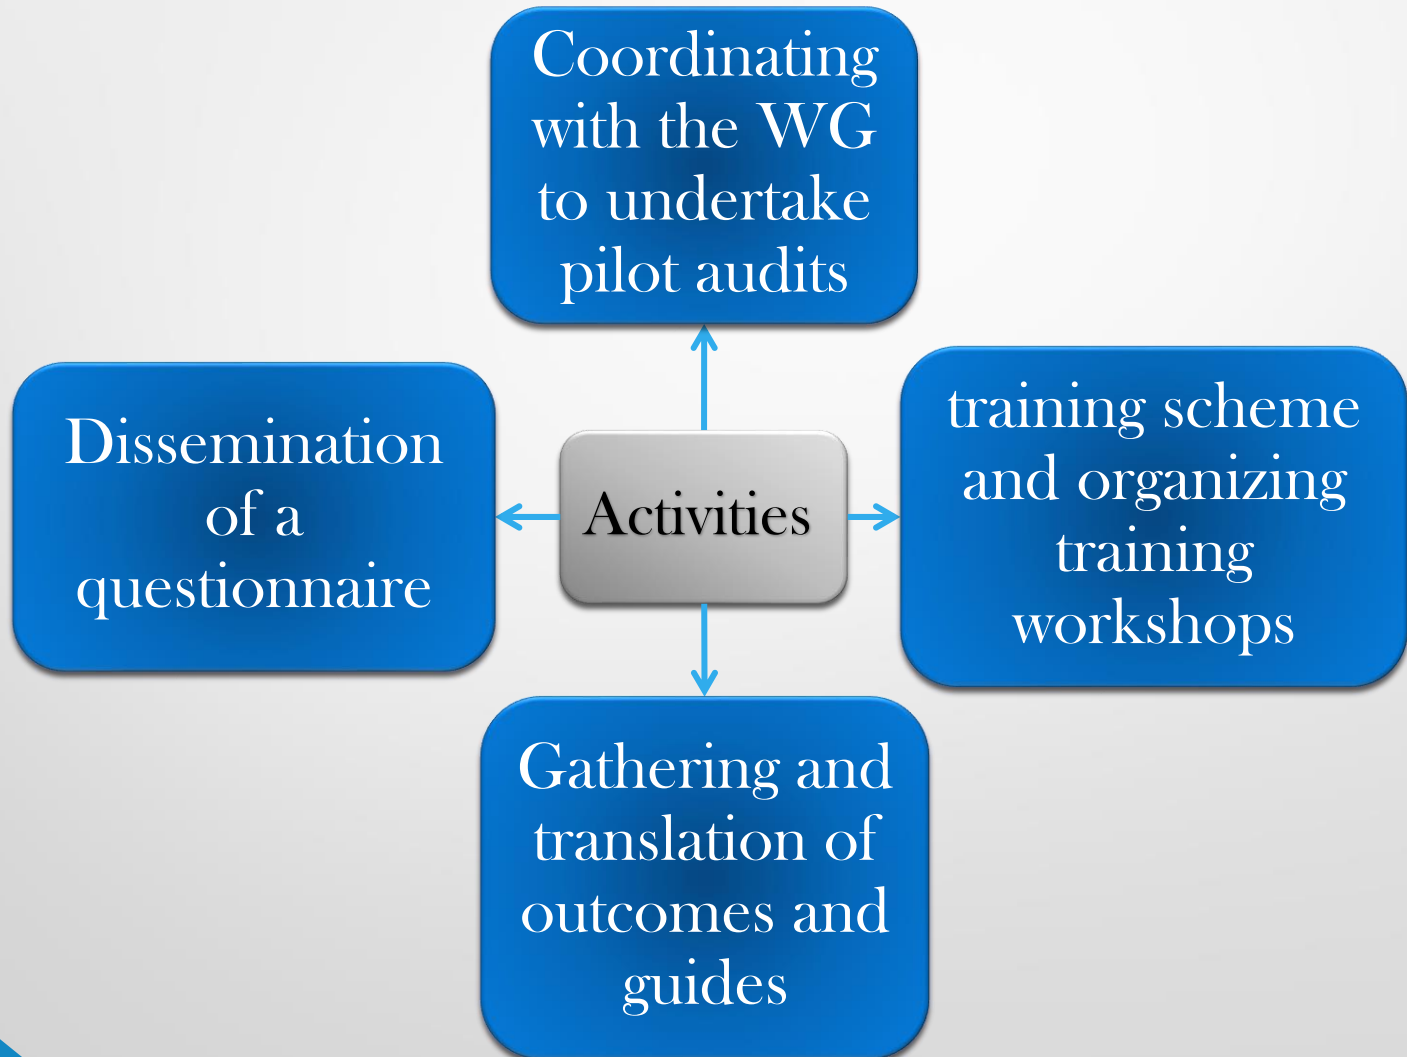 Coordinating
with the WG
to undertake
pilot audits
Dissemination
of a
questionnaire
Activities
training scheme
and organizing
training
workshops
Gathering and
translation of
outcomes and
guides